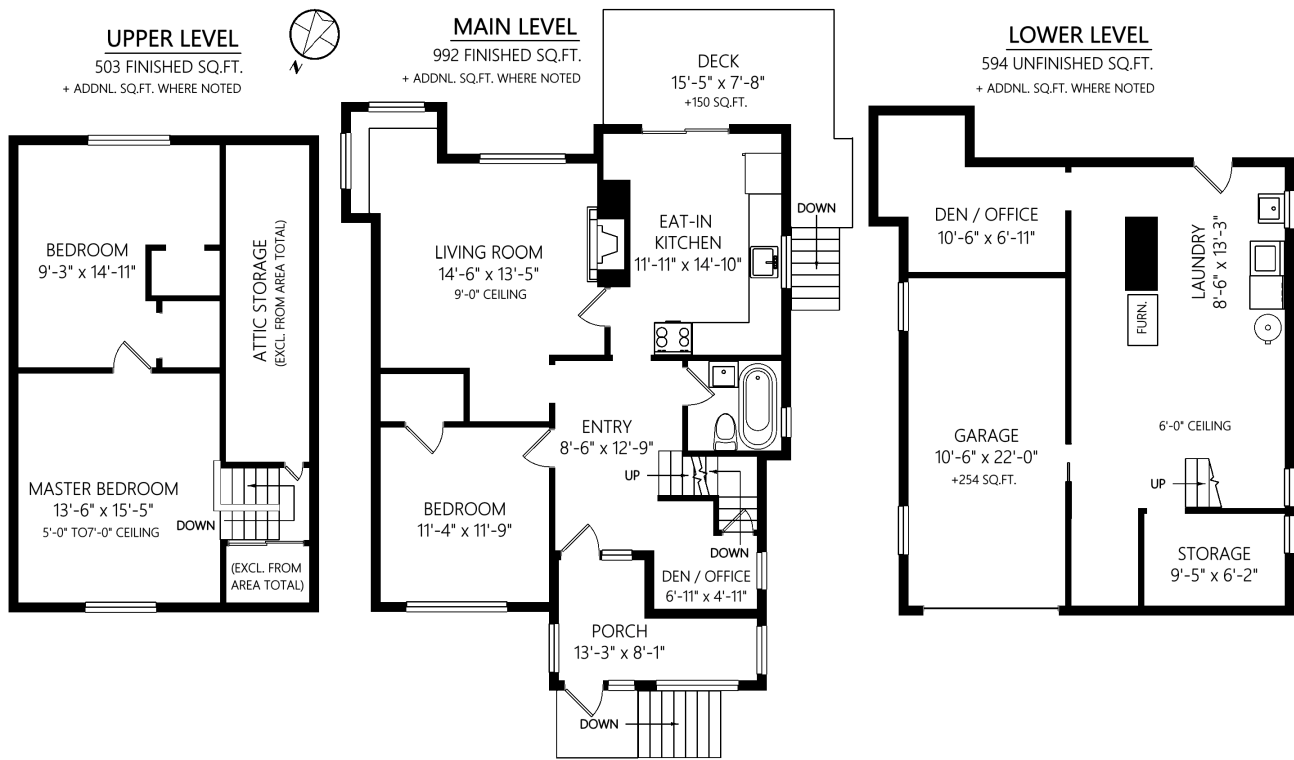 UPPER LEVEL
503 FINISHED SQ.FT.
+ ADDNL. SQ.FT. WHERE NOTED
N
BEDROOM
9'-3" x 14'-11"
ATTIC STORAGE
(EXCL. FROM AREA TOTAL)
MASTER BEDROOM
13'-6" x 15'-5"
5'-0" TO7'-0" CEILING
DOWN
(EXCL. FROM
AREA TOTAL)
MAIN LEVEL
992 FINISHED SQ.FT.
+ ADDNL. SQ.FT. WHERE NOTED
DECK
15'-5" x 7'-8"
+150 SQ.FT.
DOWN
EAT-IN
KITCHEN
11'-11" x 14'-10"
LIVING ROOM
14'-6" x 13'-5"
9'-0" CEILING
ENTRY
8'-6" x 12'-9"
UP
BEDROOM
11'-4" x 11'-9"
DOWN
DEN / OFFICE
6'-11" x 4'-11"
PORCH
13'-3" x 8'-1"
DOWN
LOWER LEVEL
594 UNFINISHED SQ.FT.
+ ADDNL. SQ.FT. WHERE NOTED
DEN / OFFICE
10'-6" x 6'-11"
LAUNDRY
8'-6" x 13'-3"
FURN.
6'-0" CEILING
GARAGE
10'-6" x 22'-0"
+254 SQ.FT.
UP
STORAGE
9'-5" x 6'-2"